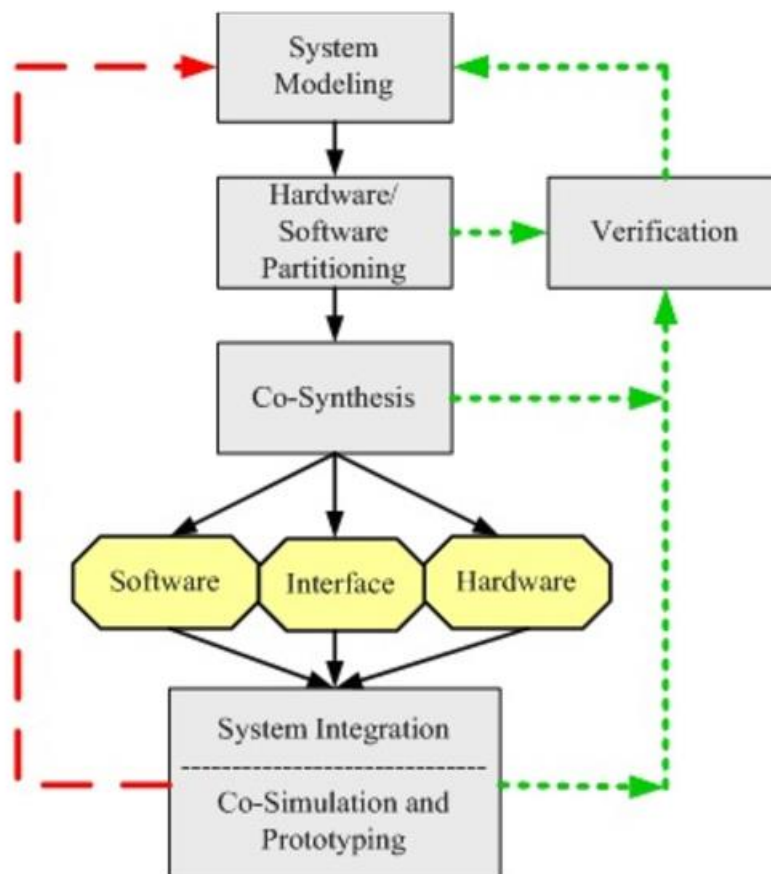 System
Modeling
Hardware/
Software
Partitioning
Verification
Co-Synthesis
Software
Interface
Hardware
System Integration
Co-Simulation and
Prototyping